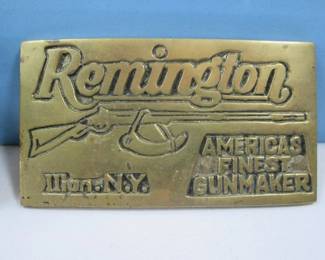 Remington
Ilion. N.Y.
AMERICAS
FINEST
GUNMAKER